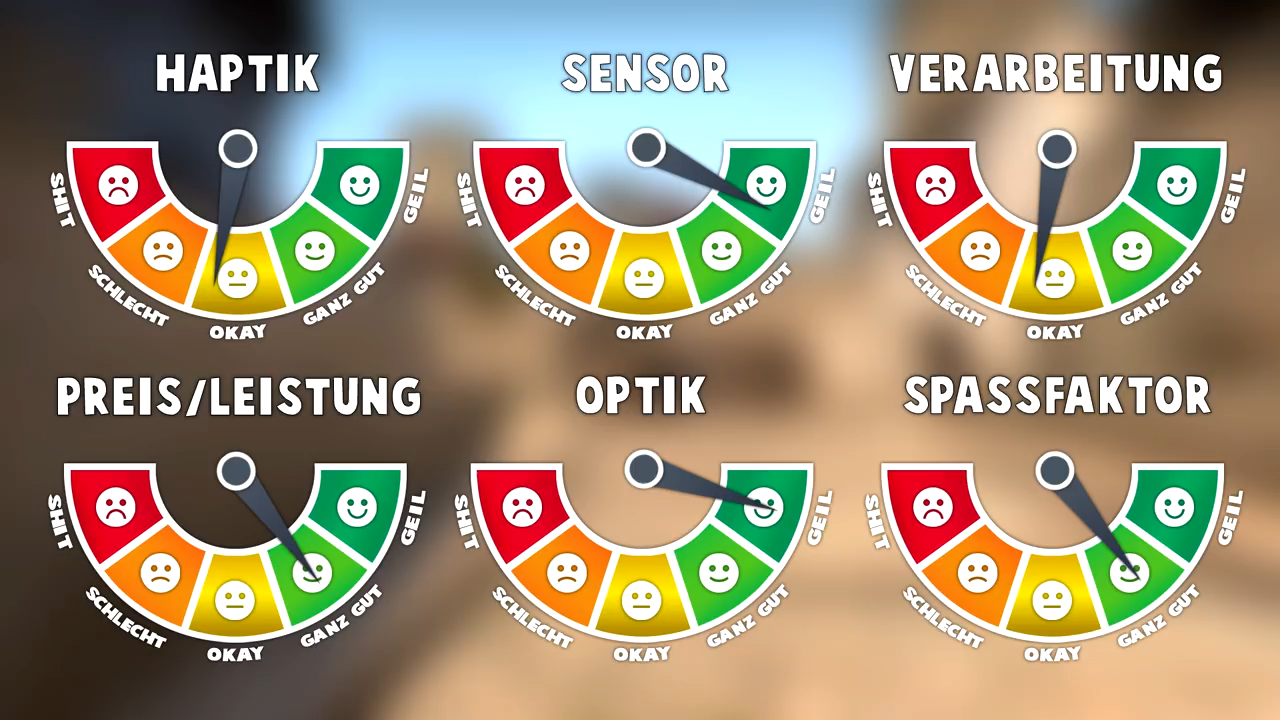 HAPTIK
SHIT
SCHLECHT
OKAY
GANZ GUT
GEIL
SENSOR
SHIT
SCHLECHT
OKAY
GANZ GUT
GEIL
VERARBEITUNG
SHIT
SCHLECHT
OKAY
GANZ GUT
GEIL
PREIS/LEISTUNG
SHIT
SCHLECHT
OKAY
GANZ GUT
GEIL
OPTIK
SHIT
SCHLECHT
OKAY
GANZ GUT
GEIL
SPASSFAKTOR
SHIT
SCHLECHT
OKAY
GANZ GUT
GEIL